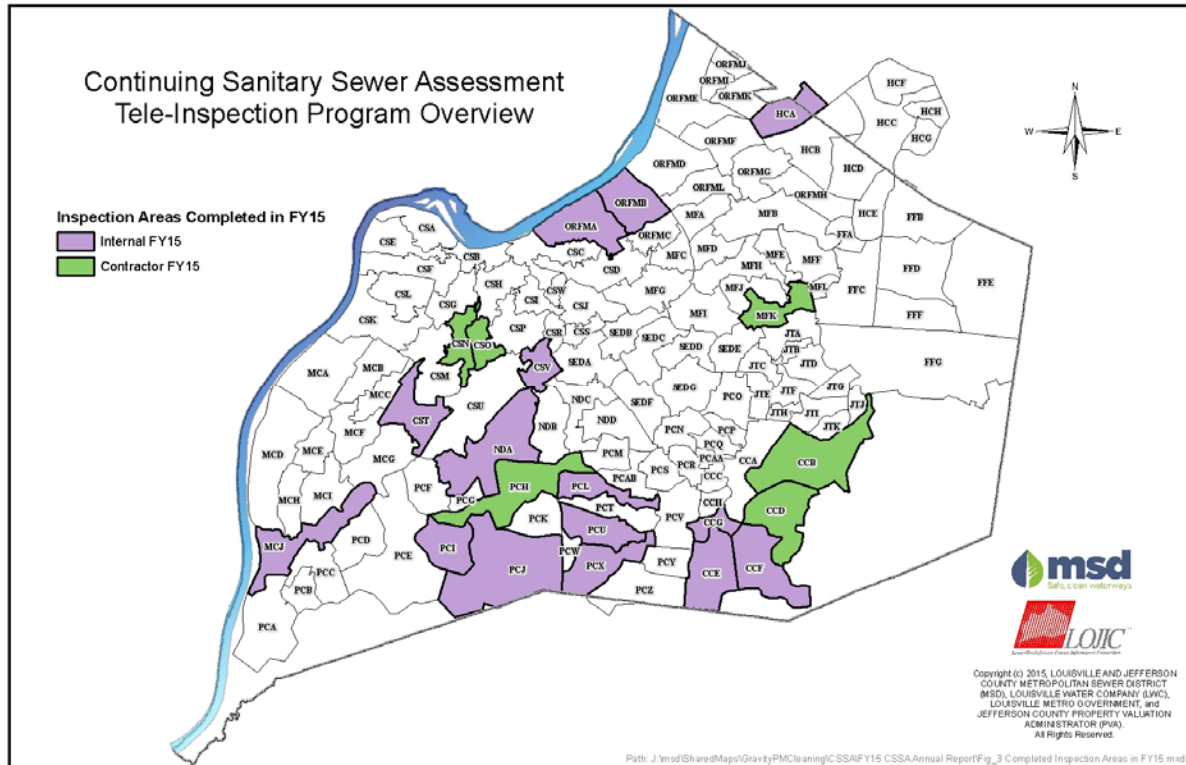 Continuing Sanitary Sewer Assessment
Tele-Inspection Program Overview
Inspection Areas Completed in FY15
Internal FY15
Contractor FY15
N
W
E
S
ORFMJ
ORFMI
ORFME
ORFMK
HCF
HCA
HCH
HCC
HCG
ORFMF
HCB
ORFMD
ORFMG
HCD
ORFML
ORFMH
ORFMB
MFA
MFB
HCE
FFB
CSA
ORFMA
ORFMC
FFA
CSE
CSB
CSC
MFC
MFD
MFE
MFF
CSF
CSD
MFH
FFD
FFE
CSH
CSW
MFG
MFJ
MFL
FFC
CSL
CSI
CSG
CSJ
CSK
MFI
MFK
FFF
CSP
CSR
CSS
SEDB
SEDC
JTA
CSN
CSO
SEDD
SEDE
JTB
SEDA
JTC
JTD
FFG
MCA
MCB
CSM
CSV
MCC
SEDG
PCO
JTE
JTF
JTG
CSU
NDC
SEDF
JTH
JTI
JTJ
CST
NDB
NDD
MCF
PCN
PCP
JTK
MCD
MCE
MCG
NDA
PCM
PCQ
PCAA
CCA
CCB
PCS
PCR
MCH
MCI
PCF
PCG
PCH
PCL
PCAB
CCC
CCD
PCT
CCH
PCK
PCV
CCG
PCU
MCJ
PCD
PCE
PCI
PCW
PCJ
PCX
PCY
CCE
CCF
PCC
PCB
PCZ
PCA
msd
Safe, clean waterways
LOJIC
Copyright (c) 2015, LOUISVILLE AND JEFFERSON
COUNTY METROPOLITAN SEWER DISTRICT
(MSD), LOUISVILLE WATER COMPANY (LWC),
LOUISVILLE METRO GOVERNMENT, and
JEFFERSON COUNTY PROPERTY VALUATION
ADMINISTRATOR (PVA).
All Rights Reserved.
Path: J:\msd\SharedMaps\GravityPMCleaning\CSSA\FY15 CSSA Annual Report\Fig_3 Completed Inspection Areas in FY15.mxd